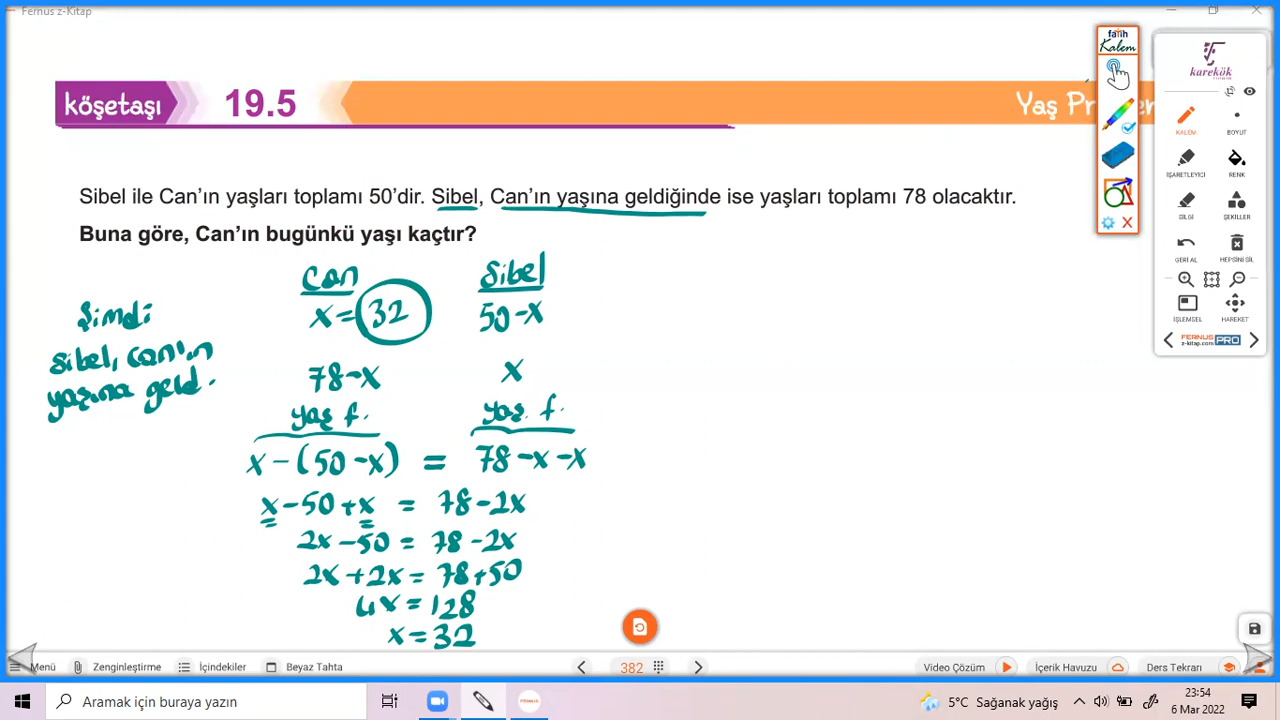 Fernus z-Kitap
fatih
Kalem
karekök
köşetaşı 19.5
Yaş Pr
KALEM BOYUT
İŞARETLEYİCİ RENK
SİLGİ ŞEKİLLER
GERİ AL HEPSİNİ SİL
İŞLEMSEL HAREKET
FERNUS PRO
z-kitap.com
Sibel ile Can’ın yaşları toplamı 50’dir. Sibel, Can’ın yaşına geldiğinde ise yaşları toplamı 78 olacaktır.
Buna göre, Can’ın bugünkü yaşı kaçtır?
Can Sibel
Şimdi x = 32 50-x
Sibel, Can'ın
yaşına geld. 78-x x
yaş f. yaş f.
x-(50-x) = 78-x-x
x-50+x = 78-2x
2x-50 = 78-2x
2x+2x = 78+50
4x = 128
x = 32
Menü Zenginleştirme İçindekiler Beyaz Tahta 382 Video Çözüm İçerik Havuzu Ders Tekrarı
Aramak için buraya yazın
FERNUS
5°C Sağanak yağış
23:54
6 Mar 2022